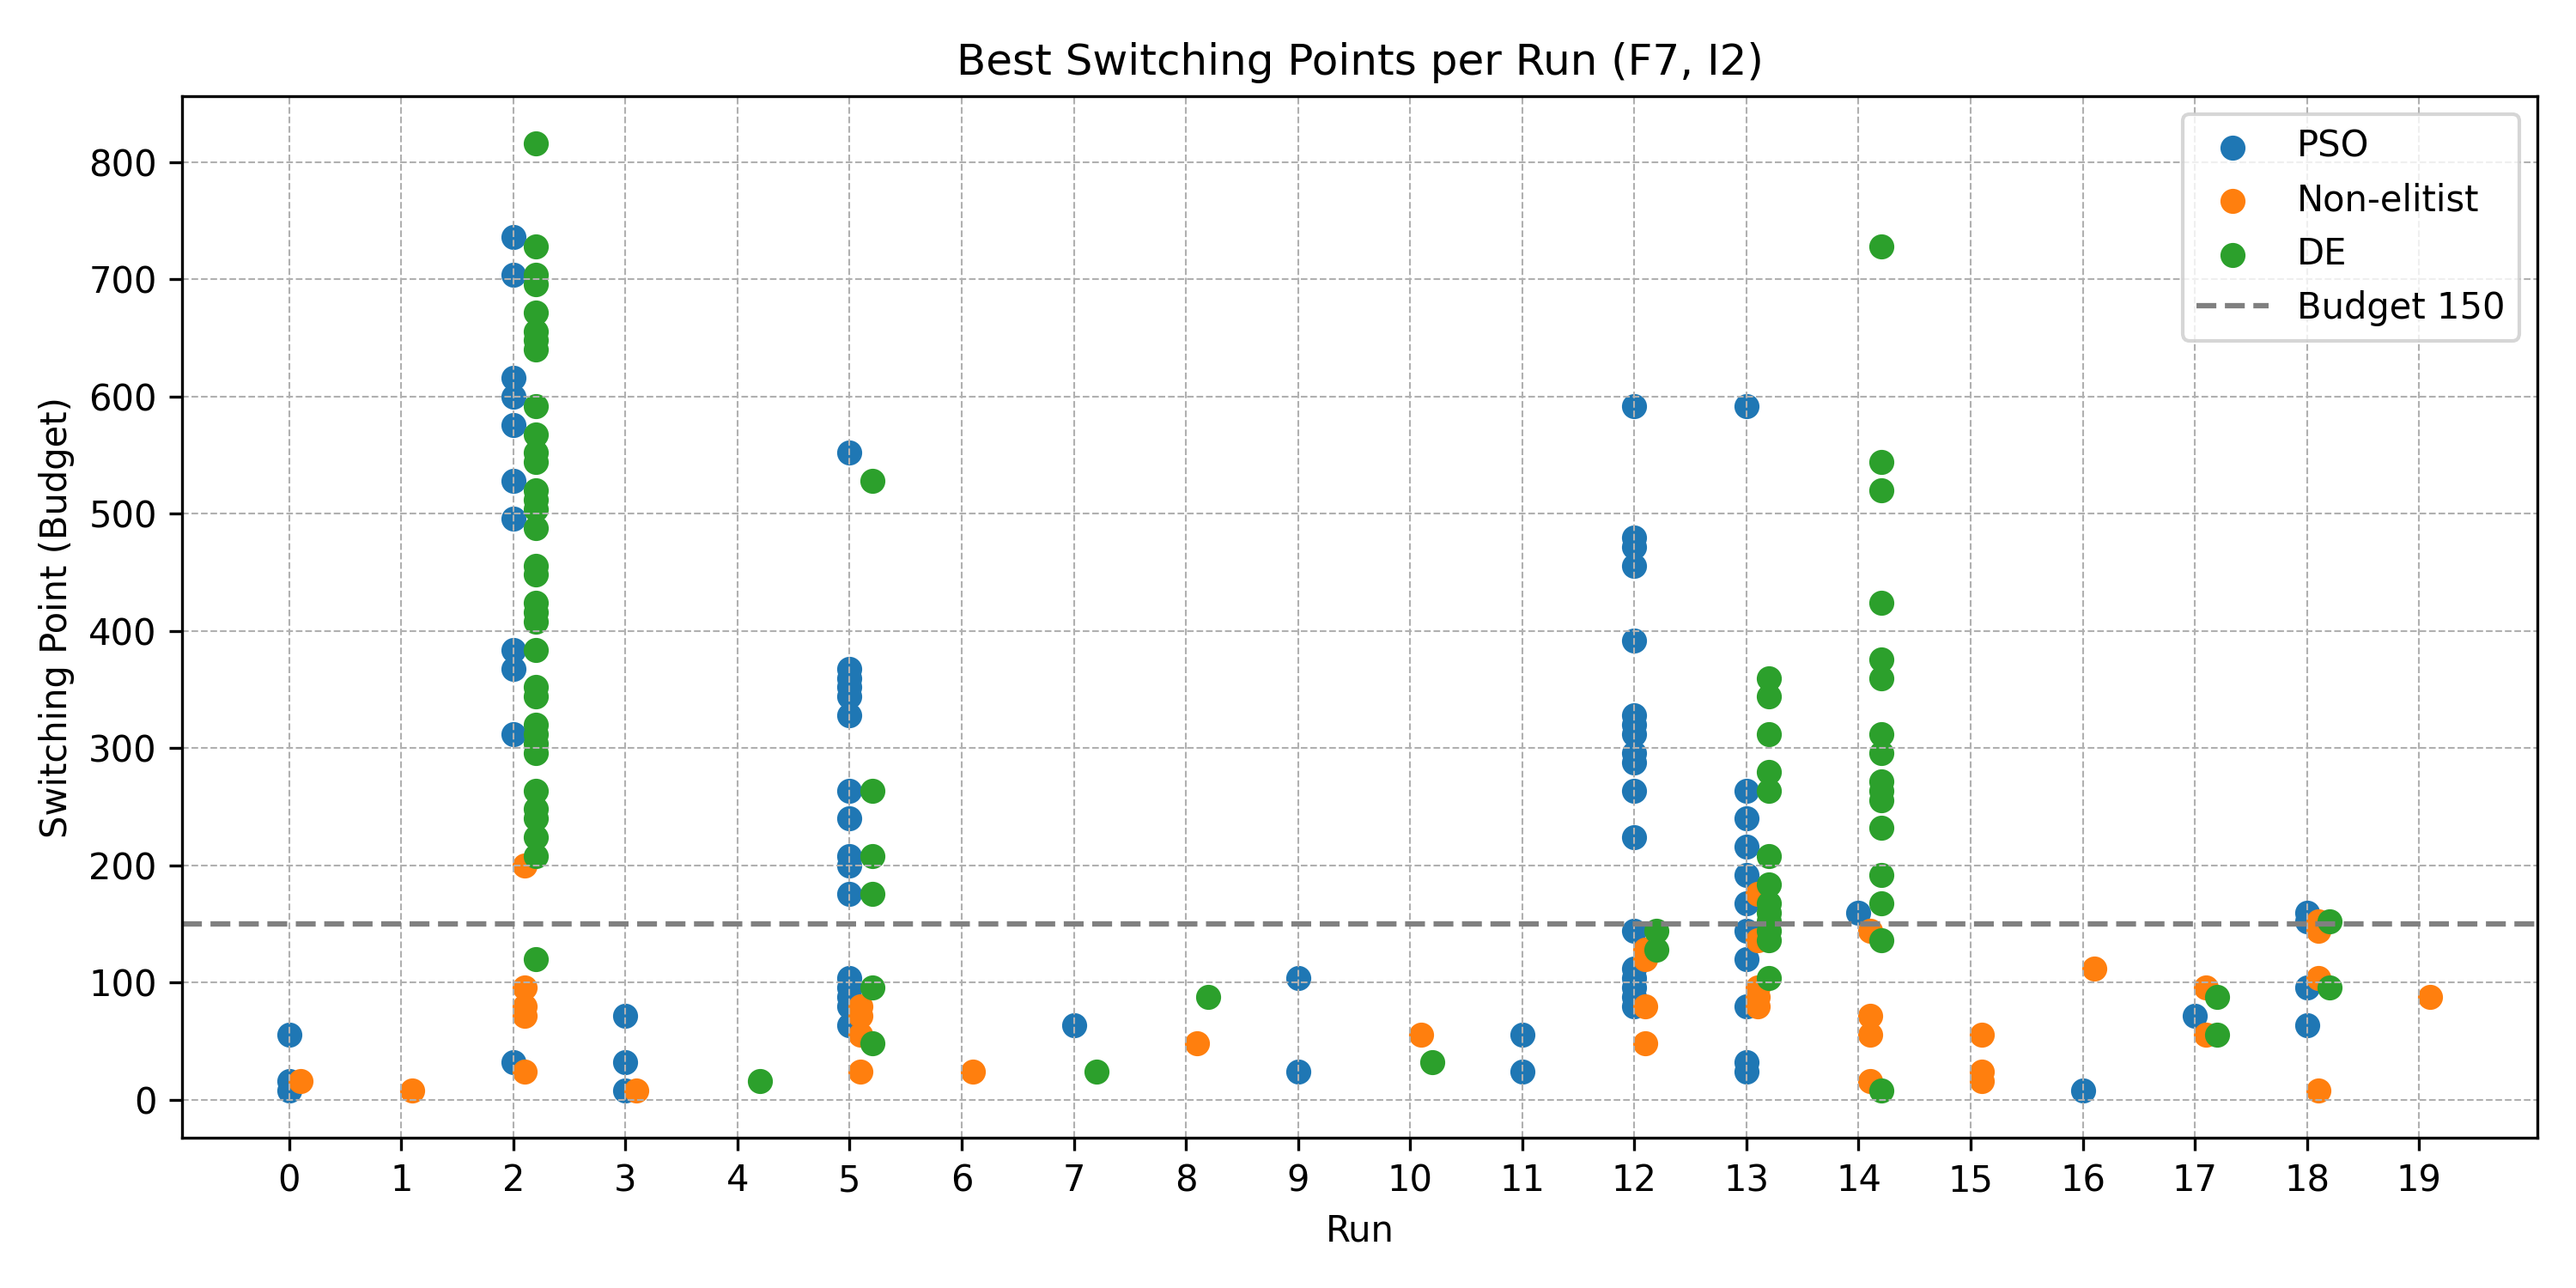 Best Switching Points per Run (F7, I2)
PSO
Non-elitist
DE
Budget 150
Switching Point (Budget)
800
700
600
500
400
300
200
100
0
0 1 2 3 4 5 6 7 8 9 10 11 12 13 14 15 16 17 18 19
Run